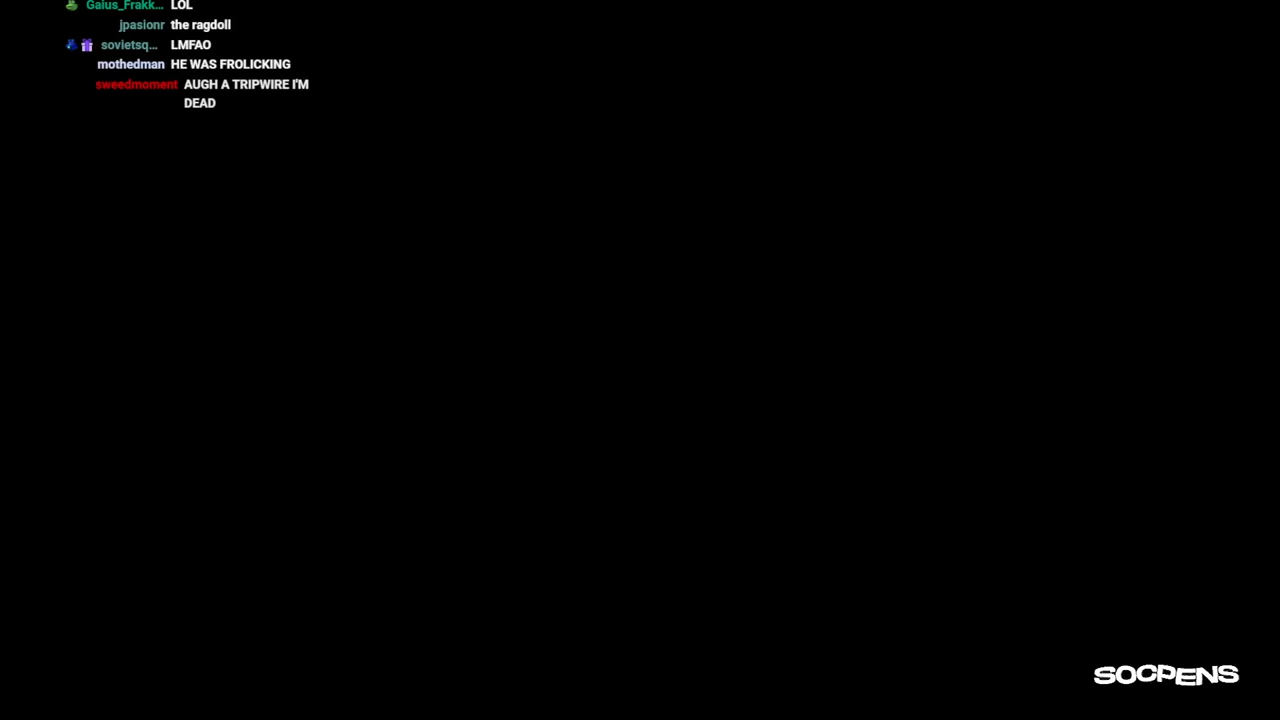 Gaius_Frakk... LOL
jpasionr the ragdoll
sovietsq... LMFAO
mothedman HE WAS FROLICKING
sweedmoment AUGH A TRIPWIRE I'M
DEAD
SOCPENS